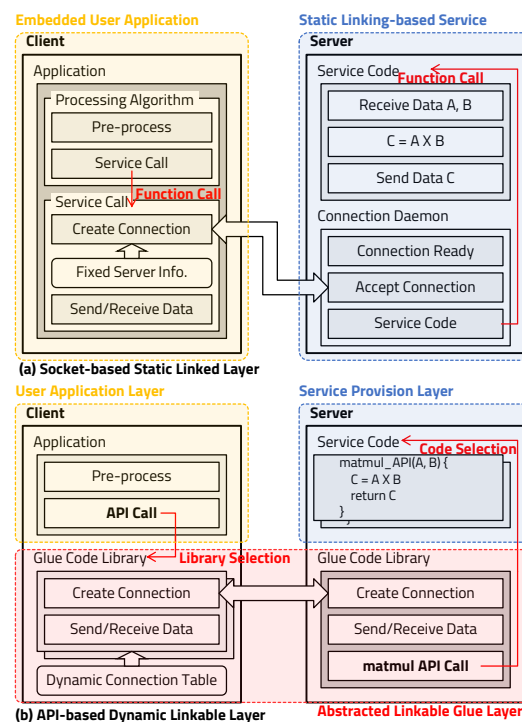 Embedded User Application
Client
Application
Processing Algorithm
Pre-process
Service Call
Function Call
Service Call
Create Connection
Fixed Server Info.
Send/Receive Data
Static Linking-based Service
Server
Service Code
Function Call
Receive Data A, B
C = A X B
Send Data C
Connection Daemon
Connection Ready
Accept Connection
Service Code
(a) Socket-based Static Linked Layer
User Application Layer
Client
Application
Pre-process
API Call
Glue Code Library
Library Selection
Create Connection
Send/Receive Data
Dynamic Connection Table
Service Provision Layer
Server
Service Code
Code Selection
matmul_API(A, B) {
C = A X B
return C
}
}
Glue Code Library
Create Connection
Send/Receive Data
matmul API Call
(b) API-based Dynamic Linkable Layer
Abstracted Linkable Glue Layer